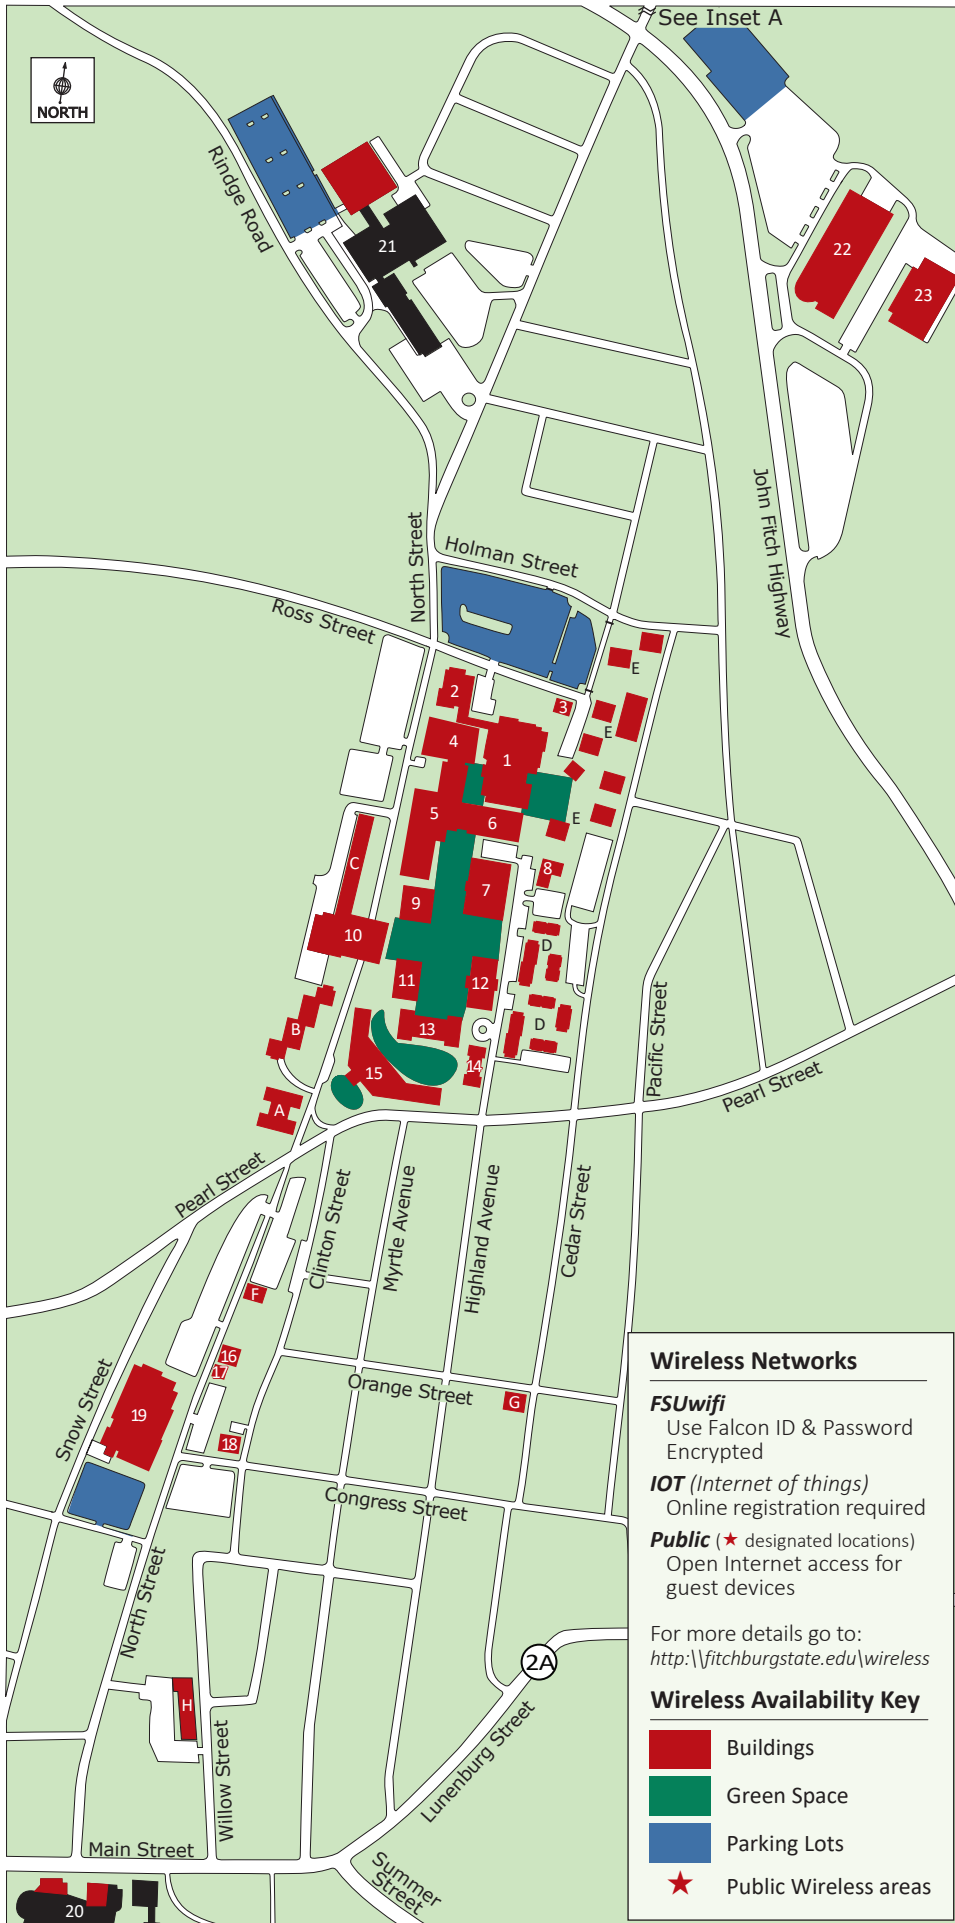 See Inset A
NORTH
Rindge Road
21
22
23
John Fitch Highway
North Street
Holman Street
Ross Street
E
2
3
E
4
1
5
6
E
C
8
7
9
10
D
11
12
B
13
D
14
15
A
Pacific Street
Pearl Street
Pearl Street
Clinton Street
Myrtle Avenue
Highland Avenue
Cedar Street
F
16
17
Orange Street
G
Snow Street
19
18
Congress Street
North Street
2A
H
Willow Street
Lunenburg Street
Main Street
Summer
Street
20
Wireless Networks
FSUwifi
Use Falcon ID & Password
Encrypted
IOT (Internet of things)
Online registration required
Public (★ designated locations)
Open Internet access for
guest devices
For more details go to:
http:\\fitchburgstate.edu\wireless
Wireless Availability Key
Buildings
Green Space
Parking Lots
Public Wireless areas